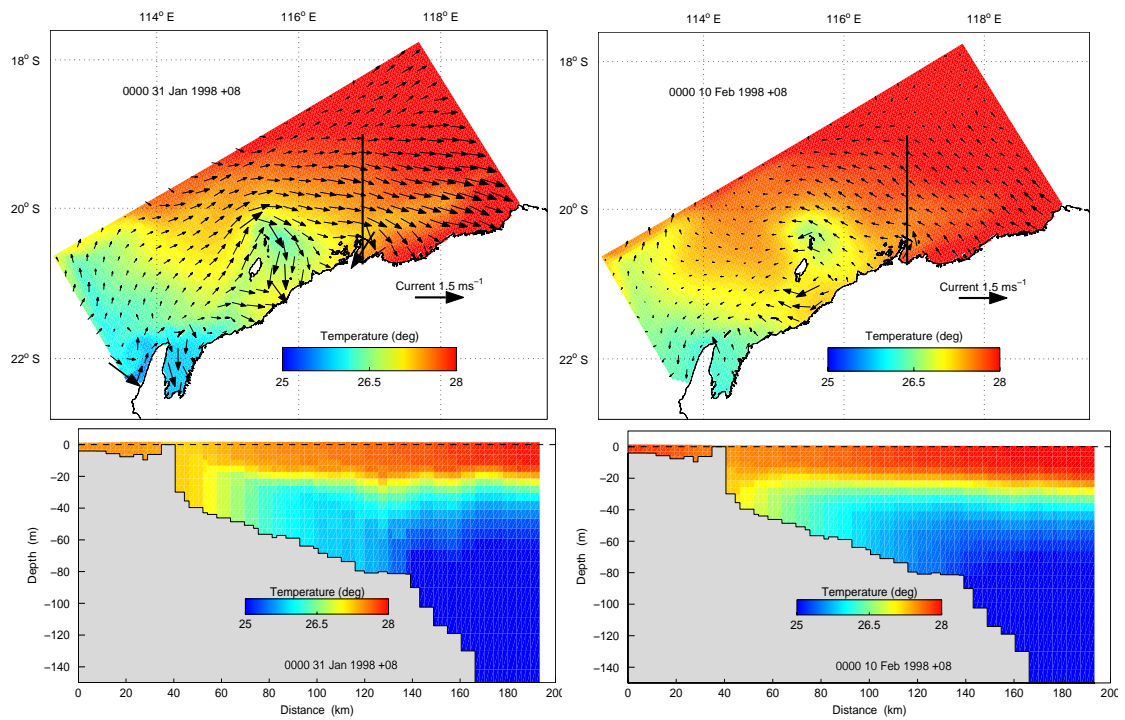 114° E 116° E 118° E
18° S
0000 31 Jan 1998 +08
20° S
Current 1.5 ms⁻¹
Temperature (deg)
22° S
25 26.5 28
114° E 116° E 118° E
18° S
0000 10 Feb 1998 +08
20° S
Current 1.5 ms⁻¹
Temperature (deg)
22° S
25 26.5 28
0
−20
−40
−60
−80
−100
−120
−140
Depth (m)
Temperature (deg)
25 26.5 28
0000 31 Jan 1998 +08
0 20 40 60 80 100 120 140 160 180 200
Distance (km)
0
−20
−40
−60
−80
−100
−120
−140
Depth (m)
Temperature (deg)
25 26.5 28
0000 10 Feb 1998 +08
0 20 40 60 80 100 120 140 160 180 200
Distance (km)